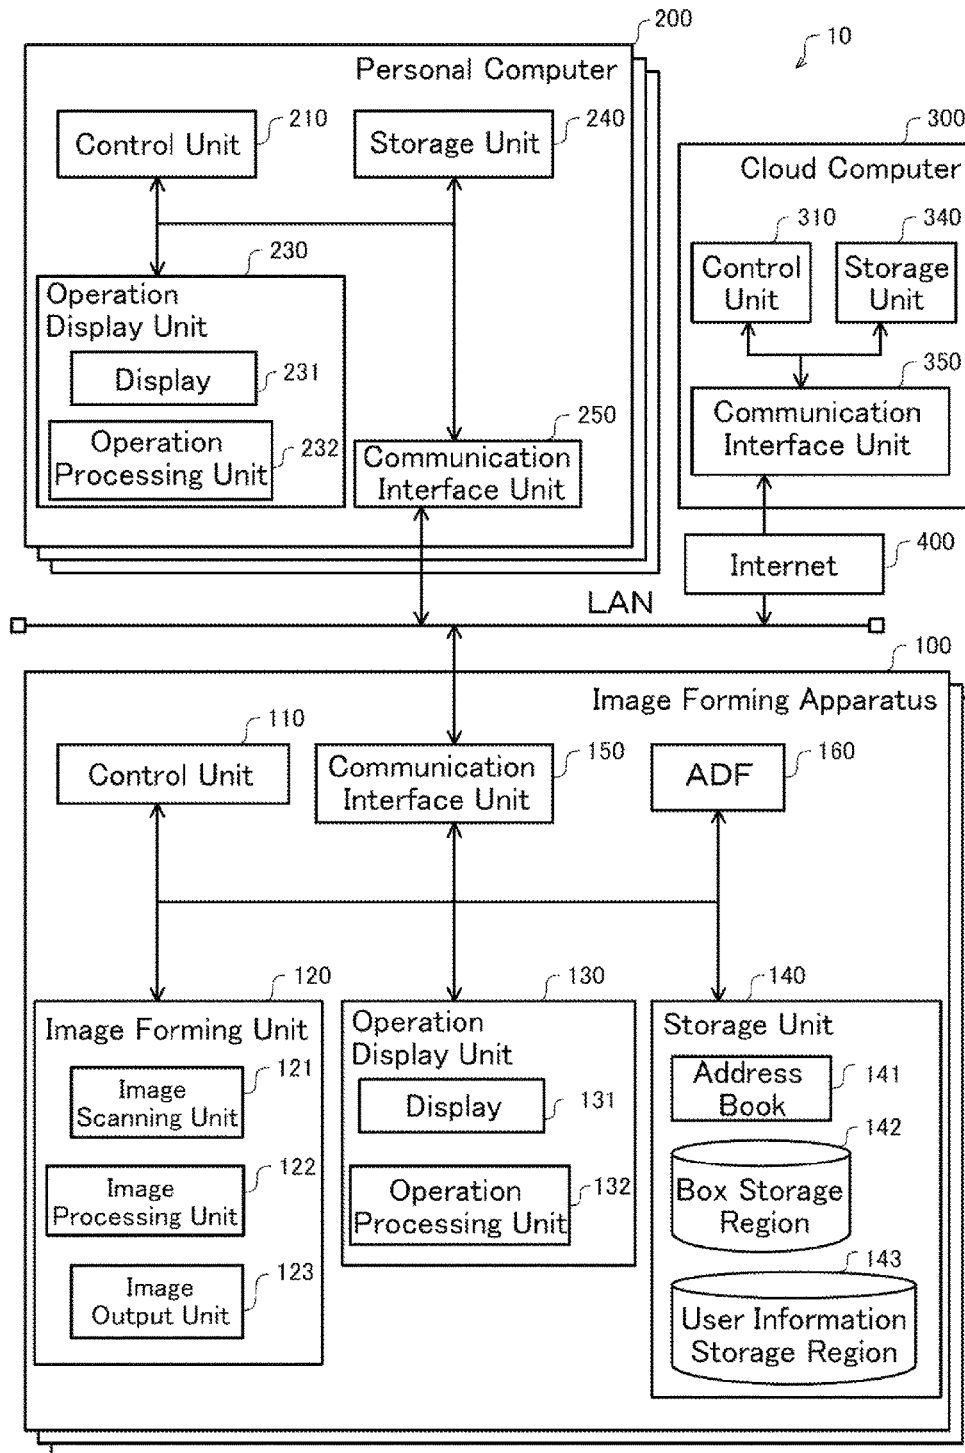 200
10
Personal Computer
210
240
Control Unit
Storage Unit
300
Cloud Computer
310
340
Control
Unit
Storage
Unit
230
Operation
Display Unit
Display
231
Operation
Processing Unit
232
250
Communication
Interface Unit
350
Communication
Interface Unit
400
Internet
LAN
100
Image Forming Apparatus
110
Control Unit
150
Communication
Interface Unit
160
ADF
120
Image Forming Unit
121
Image
Scanning Unit
122
Image
Processing Unit
123
Image
Output Unit
130
Operation
Display Unit
Display
131
Operation
Processing Unit
132
140
Storage Unit
Address
Book
141
142
Box Storage
Region
143
User Information
Storage Region